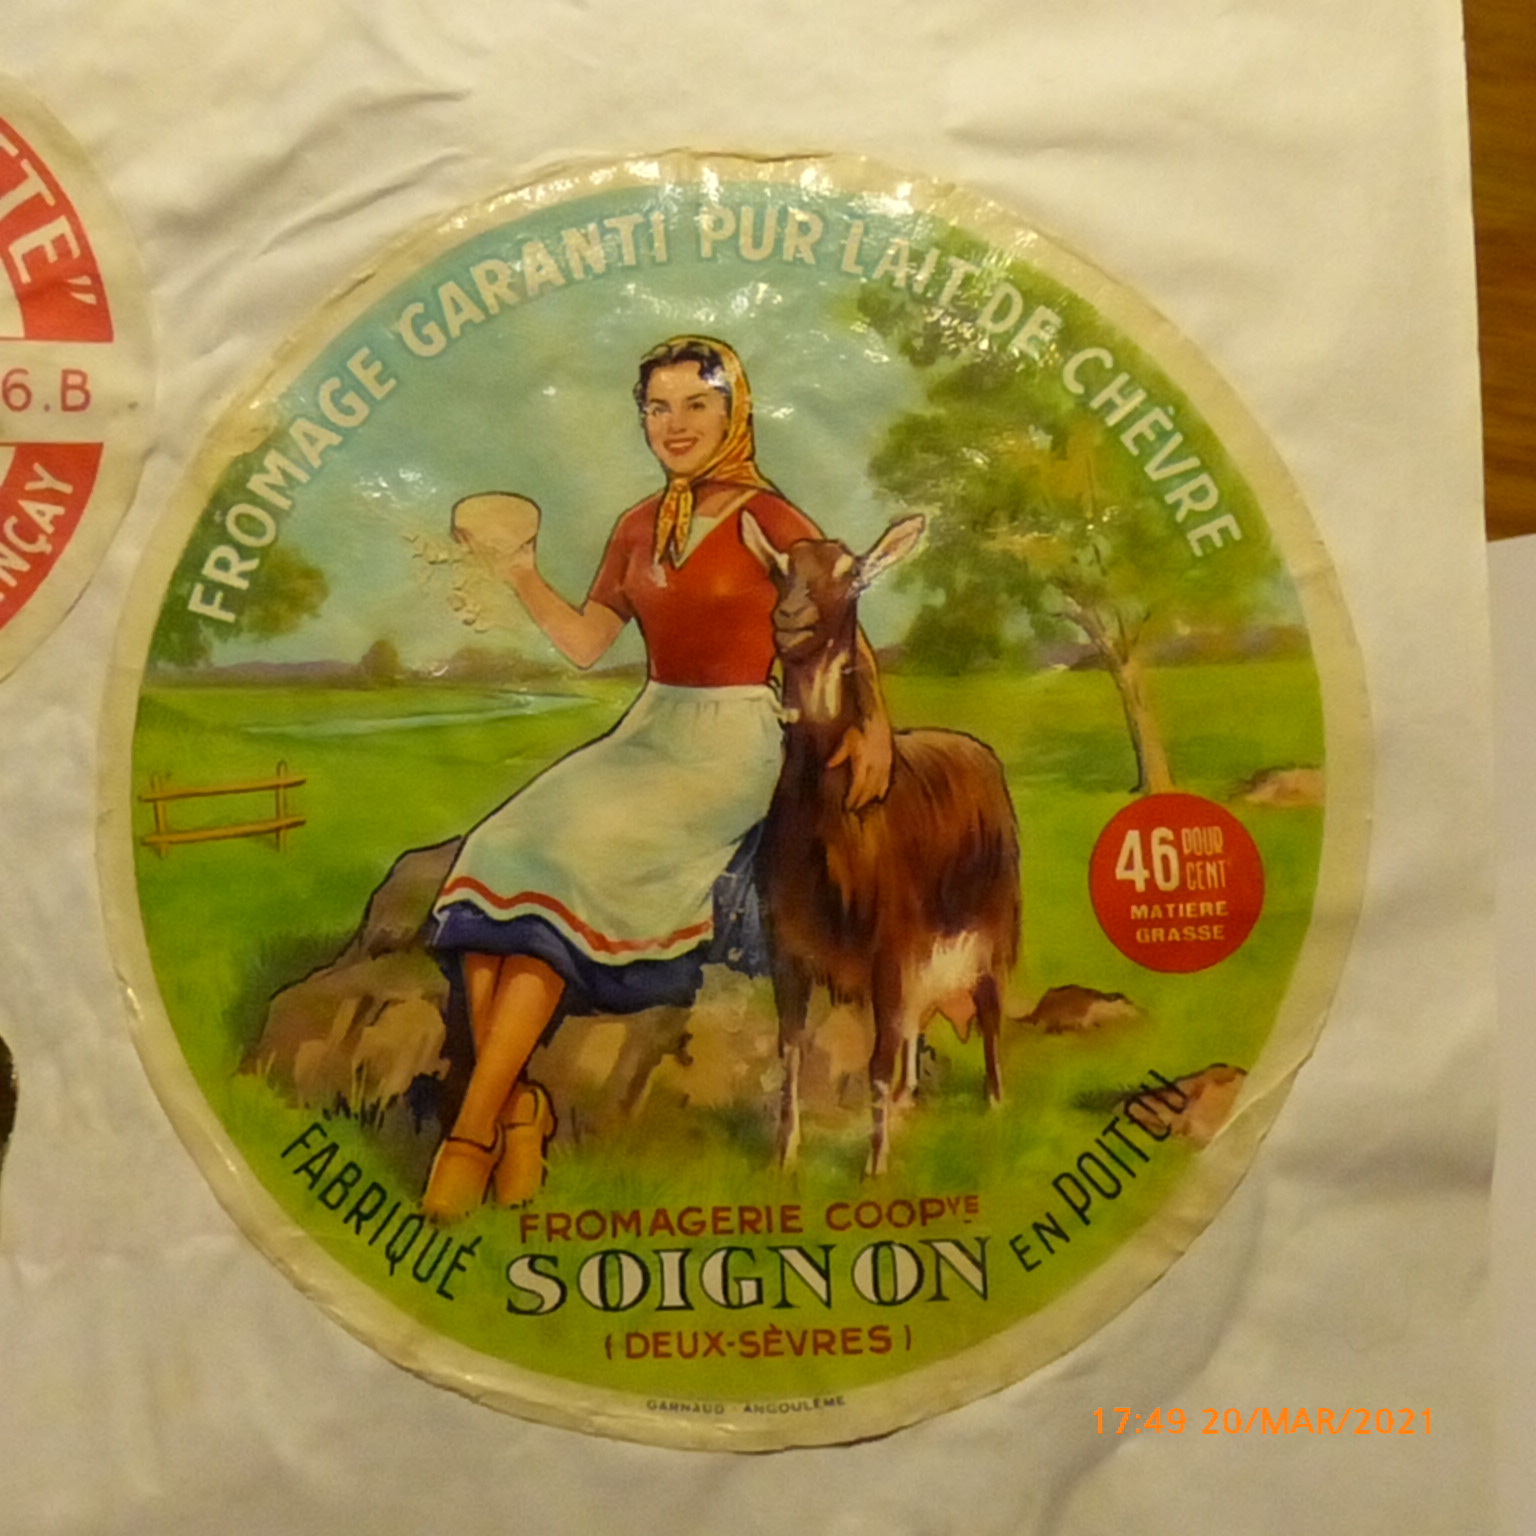 TTE"
6.B
NÇAY
FROMAGE GARANTI PUR LAIT DE CHÈVRE
46 POUR CENT
MATIERE
GRASSE
FABRIQUÉ EN POITOU
FROMAGERIE COOPVE
SOIGNON
(DEUX-SÈVRES)
GARNAUD - ANGOULÊME
17:49 20/MAR/2021